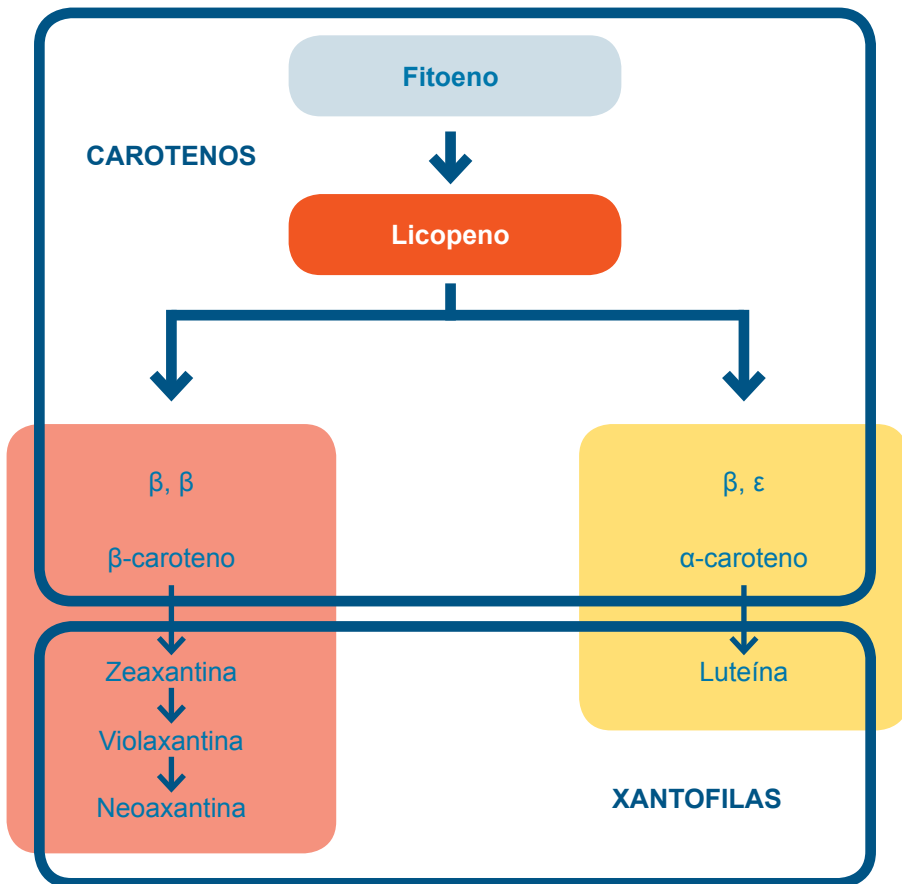 Fitoeno
CAROTENOS
Licopeno
β, β
β, ε
β-caroteno
α-caroteno
Zeaxantina
Luteína
Violaxantina
Neoaxantina
XANTOFILAS